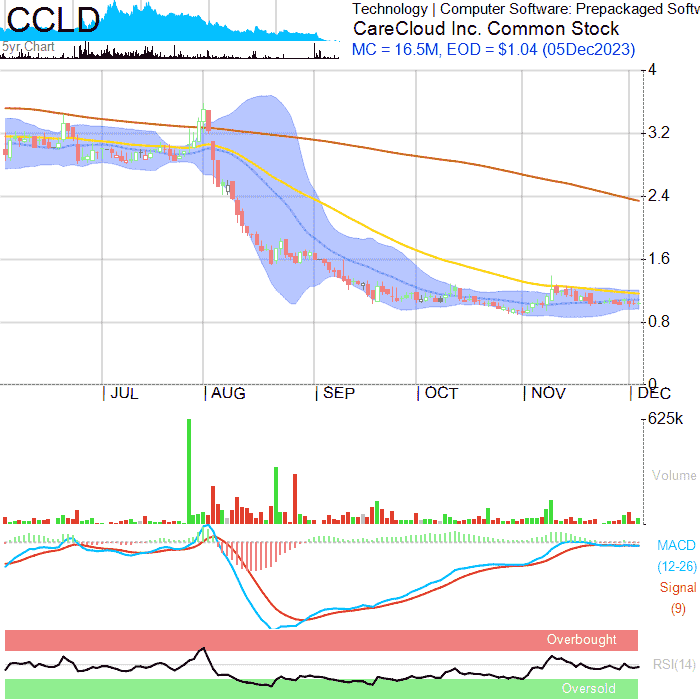 CCLD
Technology | Computer Software: Prepackaged Softw
CareCloud Inc. Common Stock
5yr Chart
MC = 16.5M, EOD = $1.04 (05Dec2023)
4
3.2
2.4
1.6
0.8
0
JUL AUG SEP OCT NOV DEC
625k
Volume
MACD
(12-26)
Signal
(9)
Overbought
RSI(14)
Oversold